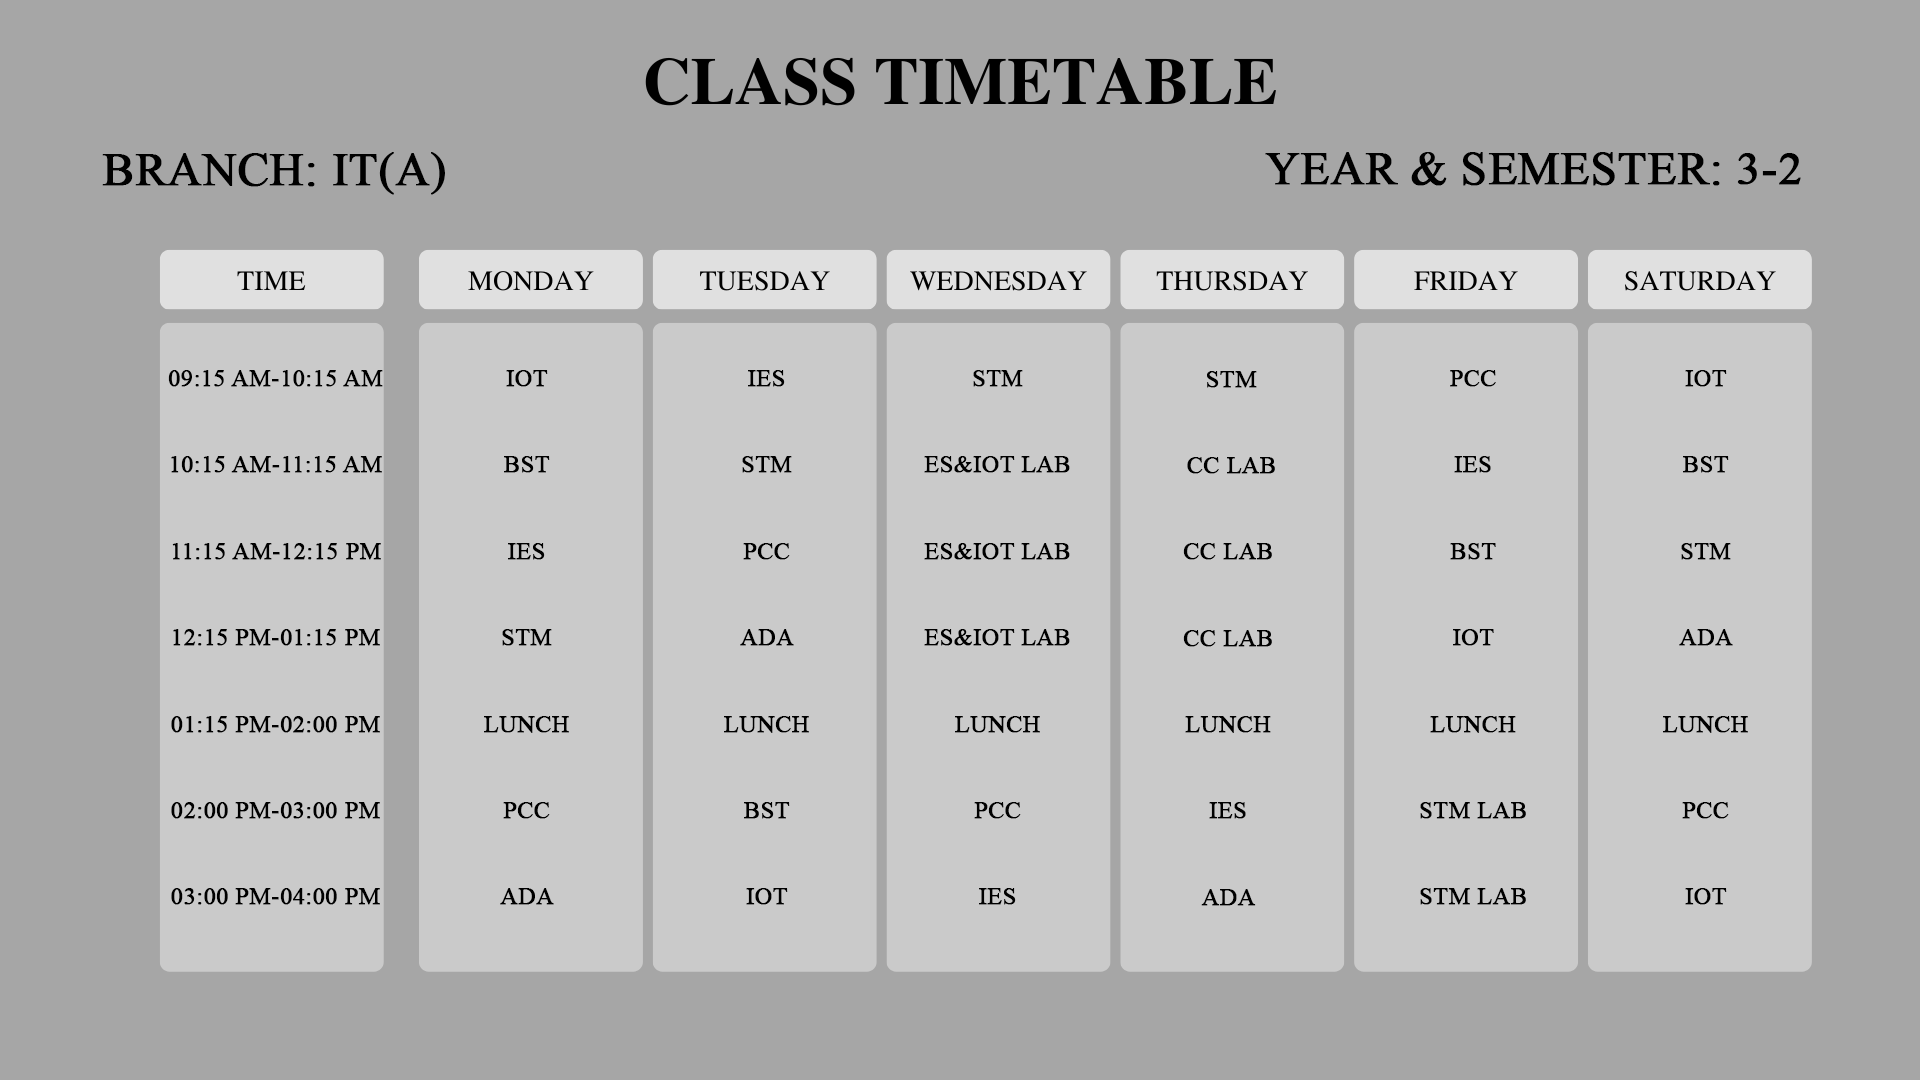 CLASS TIMETABLE
BRANCH: IT(A) YEAR & SEMESTER: 3-2
TIME MONDAY TUESDAY WEDNESDAY THURSDAY FRIDAY SATURDAY
09:15 AM-10:15 AM IOT IES STM STM PCC IOT
10:15 AM-11:15 AM BST STM ES&IOT LAB CC LAB IES BST
11:15 AM-12:15 PM IES PCC ES&IOT LAB CC LAB BST STM
12:15 PM-01:15 PM STM ADA ES&IOT LAB CC LAB IOT ADA
01:15 PM-02:00 PM LUNCH LUNCH LUNCH LUNCH LUNCH LUNCH
02:00 PM-03:00 PM PCC BST PCC IES STM LAB PCC
03:00 PM-04:00 PM ADA IOT IES ADA STM LAB IOT